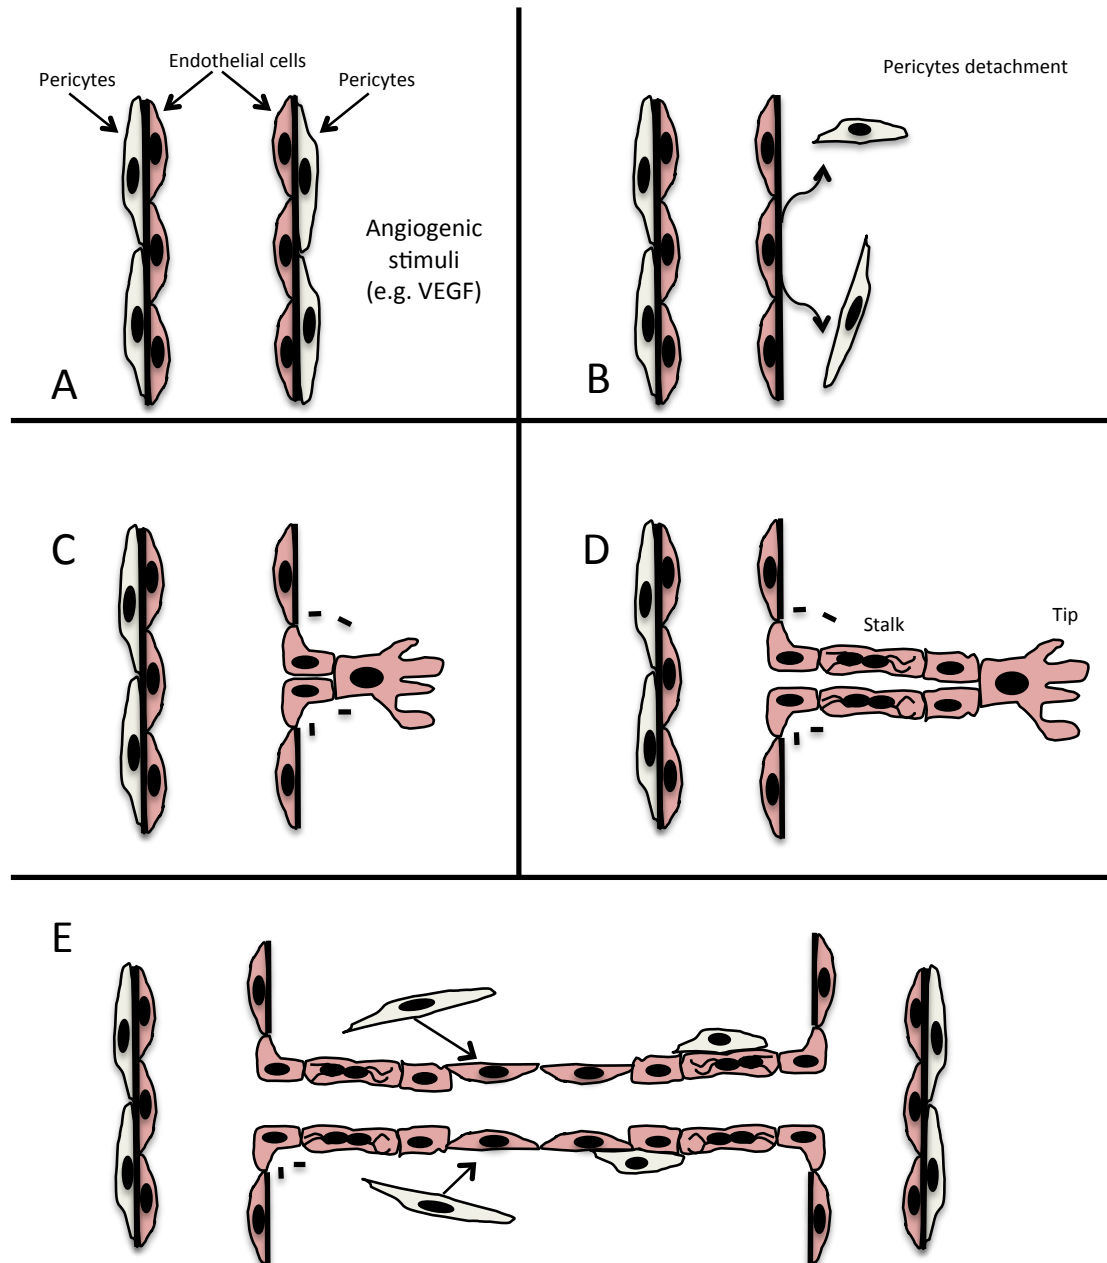 Endothelial cells
Pericytes
Pericytes
Angiogenic
stimuli
(e.g. VEGF)
A
Pericytes detachment
B
C
D
Stalk
Tip
E